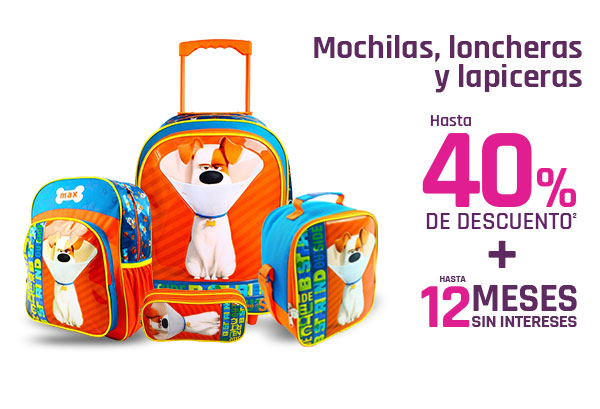 Mochilas, loncheras
y lapiceras
Hasta
40%
DE DESCUENTO²
+
HASTA
12 MESES
SIN INTERESES
max